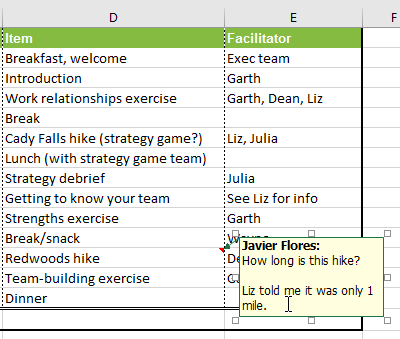 D E F
Item Facilitator
Breakfast, welcome Exec team
Introduction Garth
Work relationships exercise Garth, Dean, Liz
Break
Cady Falls hike (strategy game?) Liz, Julia
Lunch (with strategy game team)
Strategy debrief Julia
Getting to know your team See Liz for info
Strengths exercise Garth
Break/snack
Redwoods hike
Team-building exercise
Dinner
Javier Flores:
How long is this hike?
Liz told me it was only 1
mile.